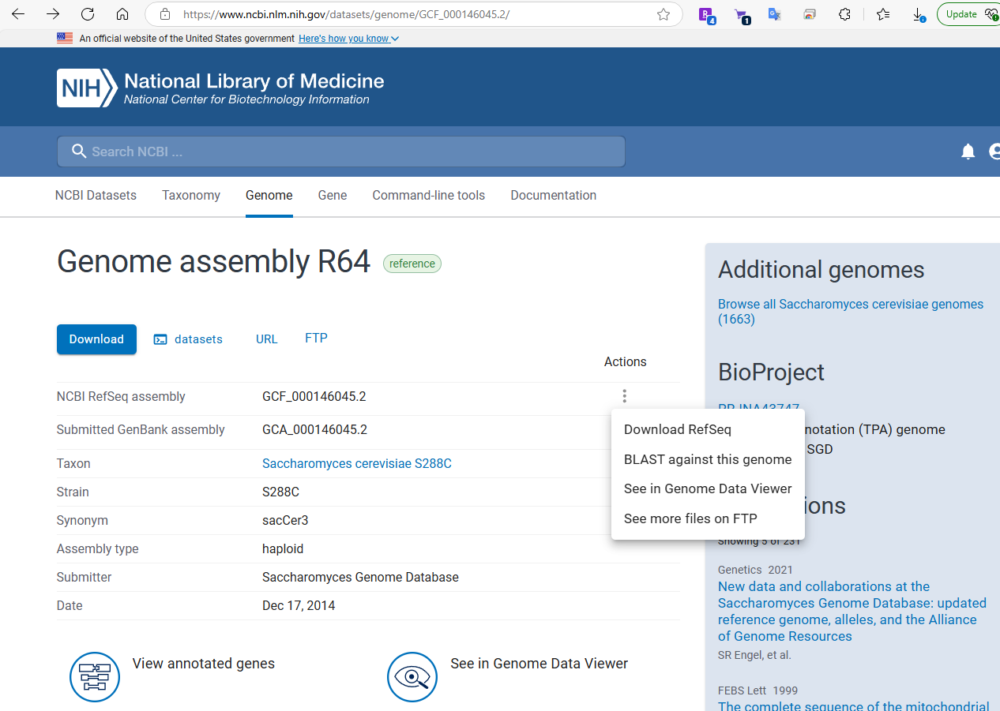 https://www.ncbi.nlm.nih.gov/datasets/genome/GCF_000146045.2/
4
1
Update
An official website of the United States government Here's how you know
NIH National Library of Medicine
National Center for Biotechnology Information
Search NCBI ...
NCBI Datasets Taxonomy Genome Gene Command-line tools Documentation
Genome assembly R64 reference
Download datasets URL FTP
Actions
NCBI RefSeq assembly GCF_000146045.2
Submitted GenBank assembly GCA_000146045.2
Taxon Saccharomyces cerevisiae S288C
Strain S288C
Synonym sacCer3
Assembly type haploid
Submitter Saccharomyces Genome Database
Date Dec 17, 2014
Download RefSeq
BLAST against this genome
See in Genome Data Viewer
See more files on FTP
View annotated genes
See in Genome Data Viewer
Additional genomes
Browse all Saccharomyces cerevisiae genomes
(1663)
BioProject
PRJNA43747
notation (TPA) genome
SGD
ions
Showing 5 of 231
Genetics 2021
New data and collaborations at the
Saccharomyces Genome Database: updated
reference genome, alleles, and the Alliance
of Genome Resources
SR Engel, et al.
FEBS Lett 1999
The complete sequence of the mitochondrial